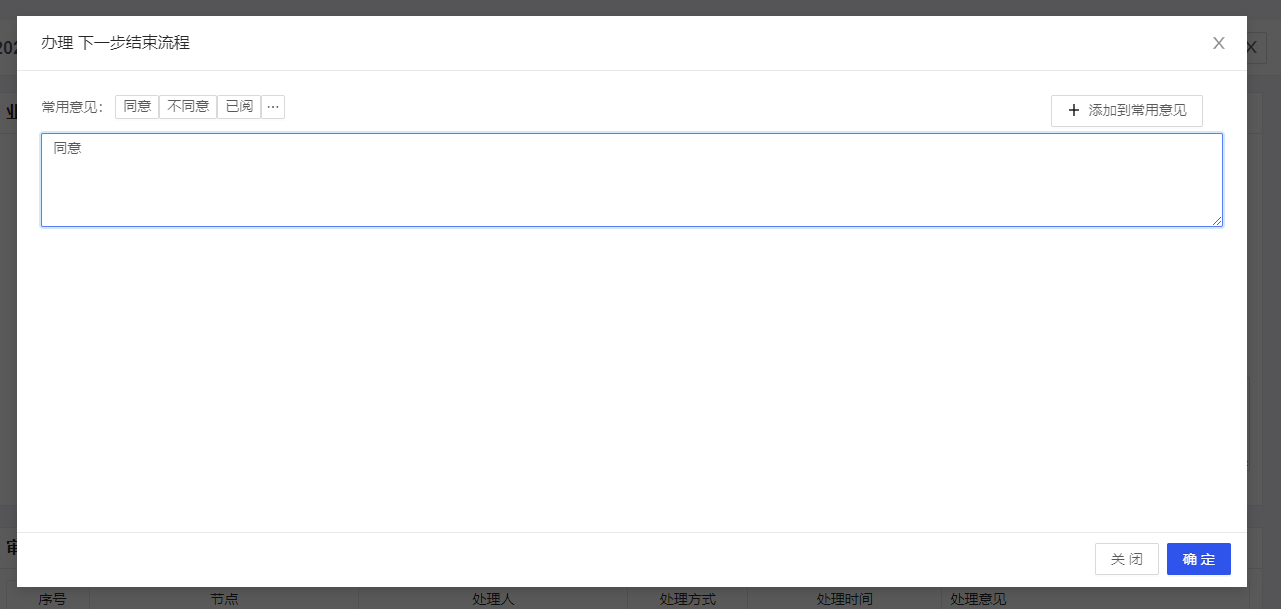 办理 下一步结束流程
常用意见： 同意 不同意 已阅 ···
添加到常用意见
同意
关 闭 确 定
序号 节点 处理人 处理方式 处理时间 处理意见